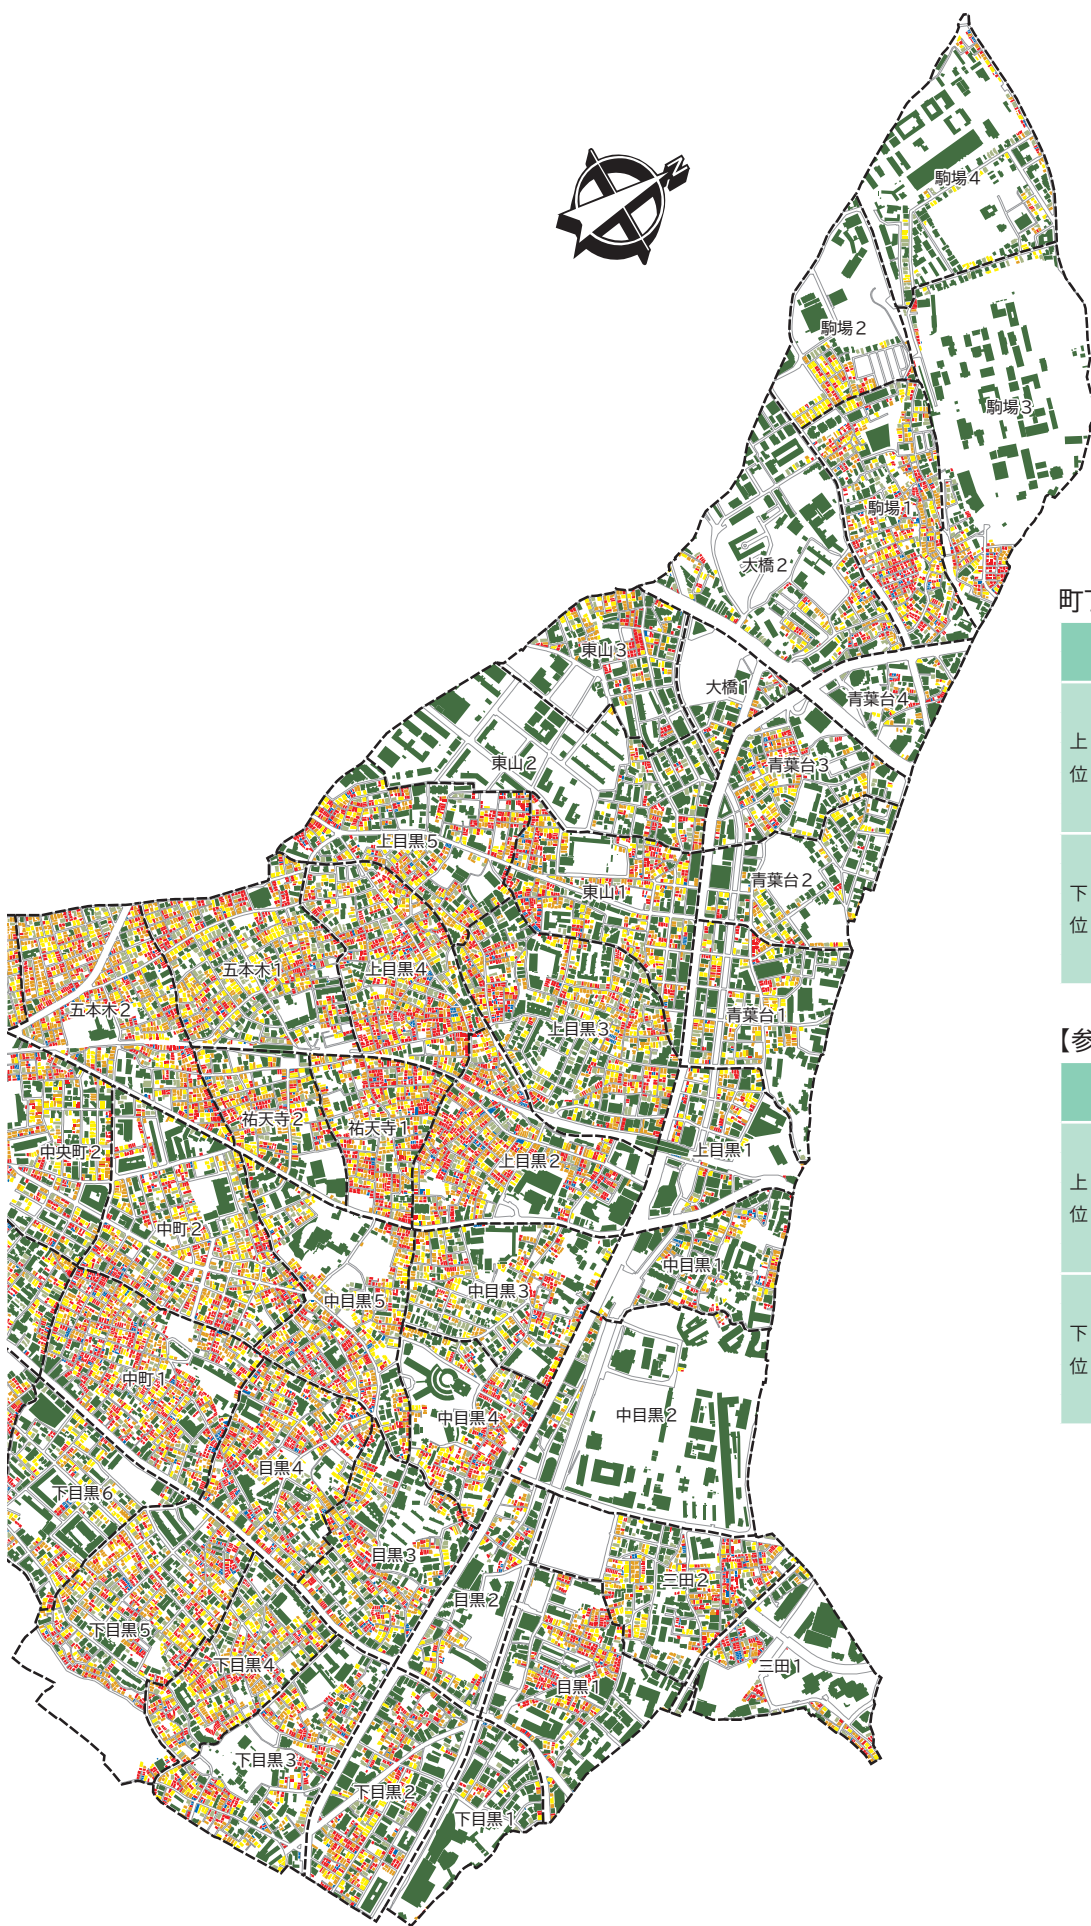 N
駒場4
駒場2
駒場3
駒場1
大橋2
町
東山3
大橋1
青葉台4
上
位
東山2
青葉台3
上目黒5
青葉台2
東山1
下
位
五本木1
上目黒4
五本木2
青葉台1
上目黒3
【参
祐天寺2
祐天寺1
中央町2
上目黒1
上目黒2
上
位
中町2
中目黒1
中目黒3
中目黒5
下
位
中町1
中目黒2
中目黒4
目黒4
下目黒6
目黒3
三田2
目黒2
下目黒5
下目黒4
三田1
目黒1
下目黒3
下目黒2
下目黒1